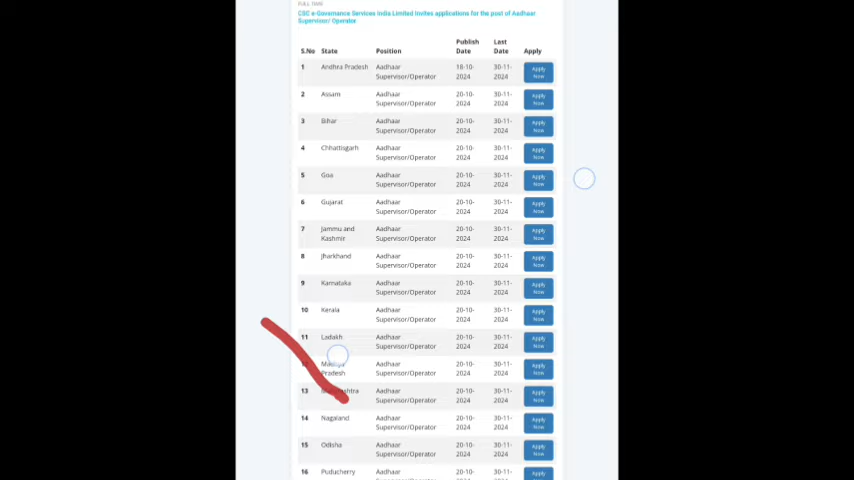 FULL TIME
CSC e-Governance Services India Limited Invites applications for the post of Aadhaar
Supervisor/ Operator
S.No State Position Publish Date Last Date Apply
1 Andhra Pradesh Aadhaar Supervisor/Operator 18-10-2024 30-11-2024 Apply Now
2 Assam Aadhaar Supervisor/Operator 20-10-2024 30-11-2024 Apply Now
3 Bihar Aadhaar Supervisor/Operator 20-10-2024 30-11-2024 Apply Now
4 Chhattisgarh Aadhaar Supervisor/Operator 20-10-2024 30-11-2024 Apply Now
5 Goa Aadhaar Supervisor/Operator 20-10-2024 30-11-2024 Apply Now
6 Gujarat Aadhaar Supervisor/Operator 20-10-2024 30-11-2024 Apply Now
7 Jammu and Kashmir Aadhaar Supervisor/Operator 20-10-2024 30-11-2024 Apply Now
8 Jharkhand Aadhaar Supervisor/Operator 20-10-2024 30-11-2024 Apply Now
9 Karnataka Aadhaar Supervisor/Operator 20-10-2024 30-11-2024 Apply Now
10 Kerala Aadhaar Supervisor/Operator 20-10-2024 30-11-2024 Apply Now
11 Ladakh Aadhaar Supervisor/Operator 20-10-2024 30-11-2024 Apply Now
Pradesh Aadhaar Supervisor/Operator 20-10-2024 30-11-2024 Apply Now
13 Aadhaar Supervisor/Operator 20-10-2024 30-11-2024 Apply Now
14 Nagaland Aadhaar Supervisor/Operator 20-10-2024 30-11-2024 Apply Now
15 Odisha Aadhaar Supervisor/Operator 20-10-2024 30-11-2024 Apply Now
16 Puducherry Aadhaar 20-10- 30-11- Apply